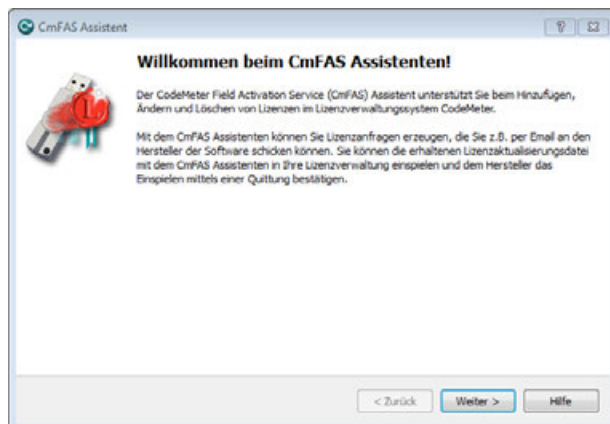 CmFAS Assistent
Willkommen beim CmFAS Assistenten!
Der CodeMeter Field Activation Service (CmFAS) Assistent unterstützt Sie beim Hinzufügen,
Ändern und Löschen von Lizenzen im Lizenzverwaltungssystem CodeMeter.
Mit dem CmFAS Assistenten können Sie Lizenzanfragen erzeugen, die Sie z.B. per Email an den
Hersteller der Software schicken können. Sie können die erhaltenen Lizenzaktualisierungsdatei
mit dem CmFAS Assistenten in Ihre Lizenzverwaltung einspielen und dem Hersteller das
Einspielen mittels einer Quittung bestätigen.
< Zurück Weiter > Hilfe